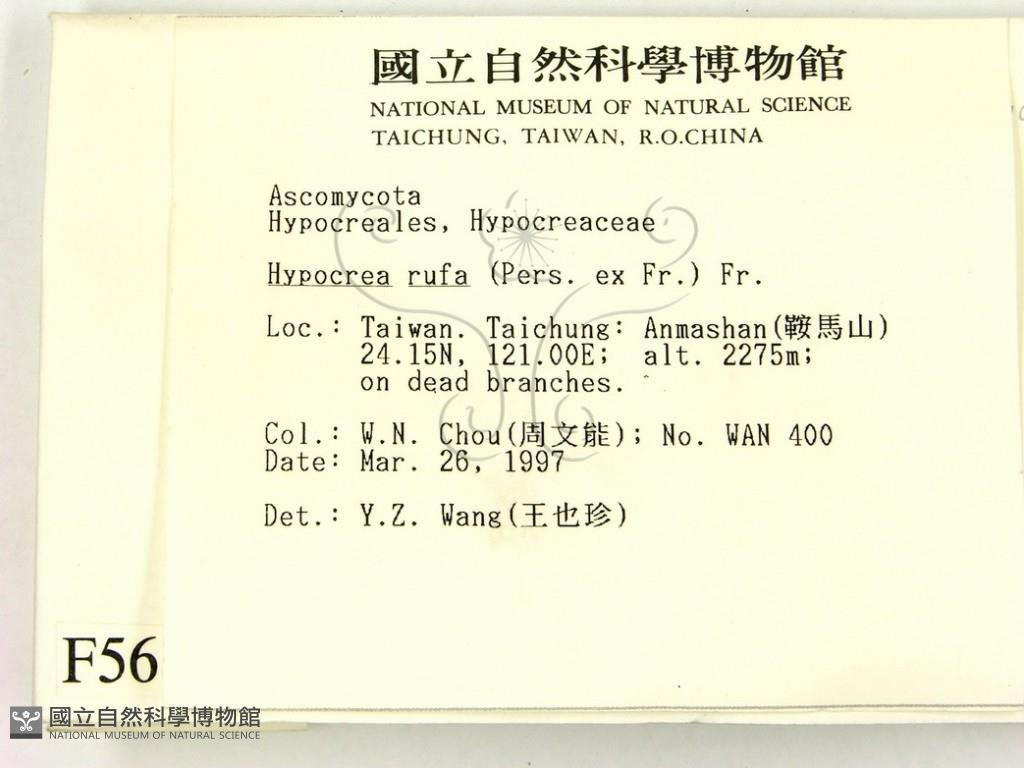 國立自然科學博物館
NATIONAL MUSEUM OF NATURAL SCIENCE
TAICHUNG, TAIWAN, R.O.CHINA
Ascomycota
Hypocreales, Hypocreaceae
Hypocrea rufa (Pers. ex Fr.) Fr.
Loc.: Taiwan. Taichung: Anmashan(鞍馬山)
24.15N, 121.00E; alt. 2275m;
on dead branches.
Col.: W.N. Chou(周文能); No. WAN 400
Date: Mar. 26, 1997
Det.: Y.Z. Wang(王也珍)
F56
國立自然科學博物館
NATIONAL MUSEUM OF NATURAL SCIENCE